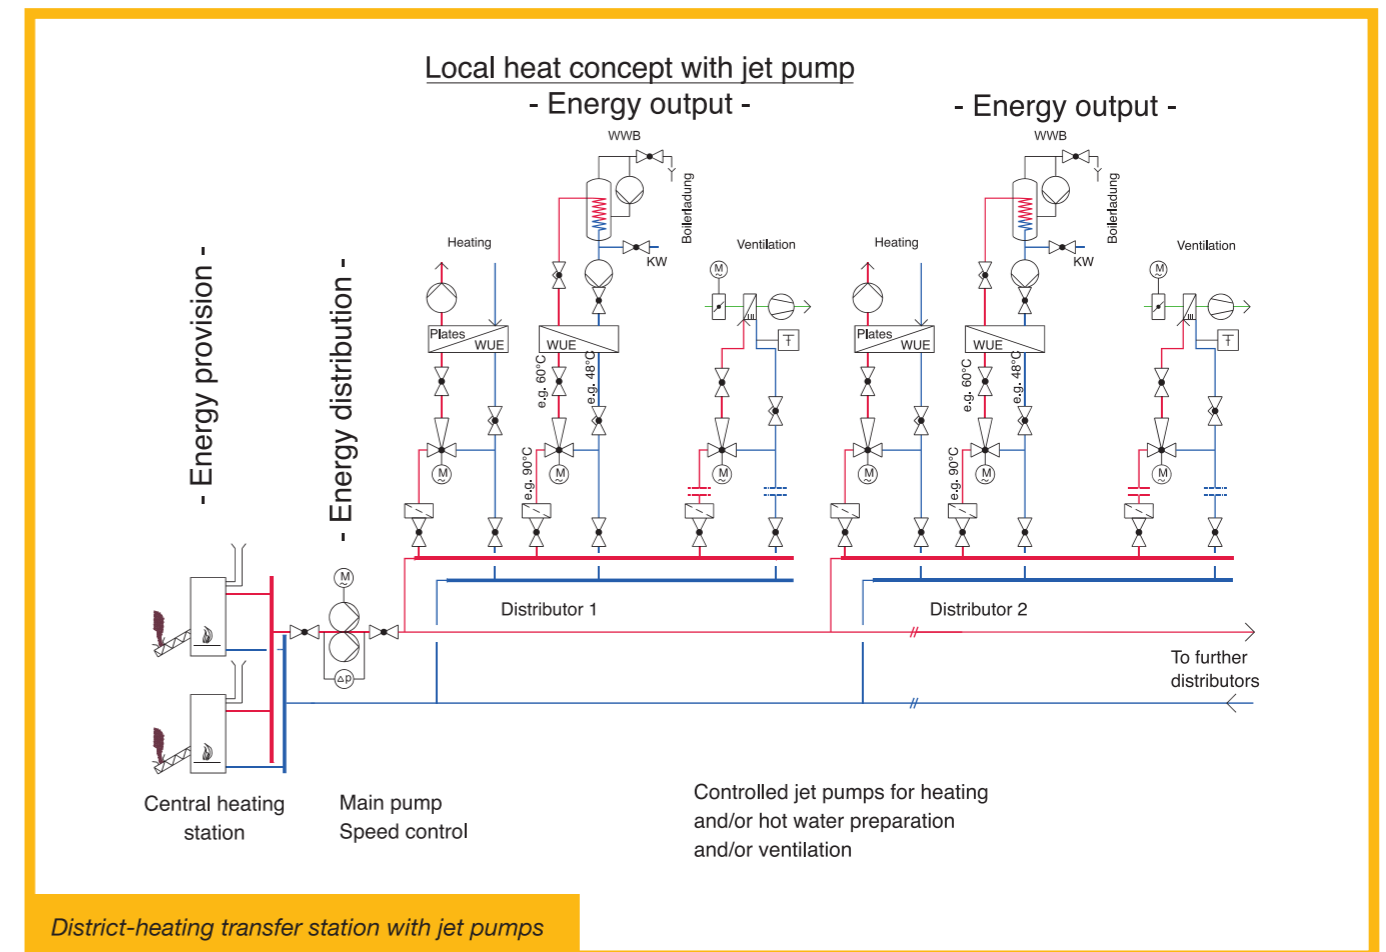 Local heat concept with jet pump
- Energy output -
- Energy output -
WWB
WWB
Boilerladung
Boilerladung
KW
KW
Heating
Ventilation
Heating
Ventilation
M
~
M
~
- Energy provision -
- Energy distribution -
Plates
WUE
WUE
Plates
WUE
WUE
e.g. 60°C
e.g. 48°C
e.g. 60°C
e.g. 48°C
M
~
M
~
M
~
M
~
M
~
M
~
e.g. 90°C
e.g. 90°C
M
~
Distributor 1
Distributor 2
Δp
To further
distributors
Central heating
station
Main pump
Speed control
Controlled jet pumps for heating
and/or hot water preparation
and/or ventilation
District-heating transfer station with jet pumps